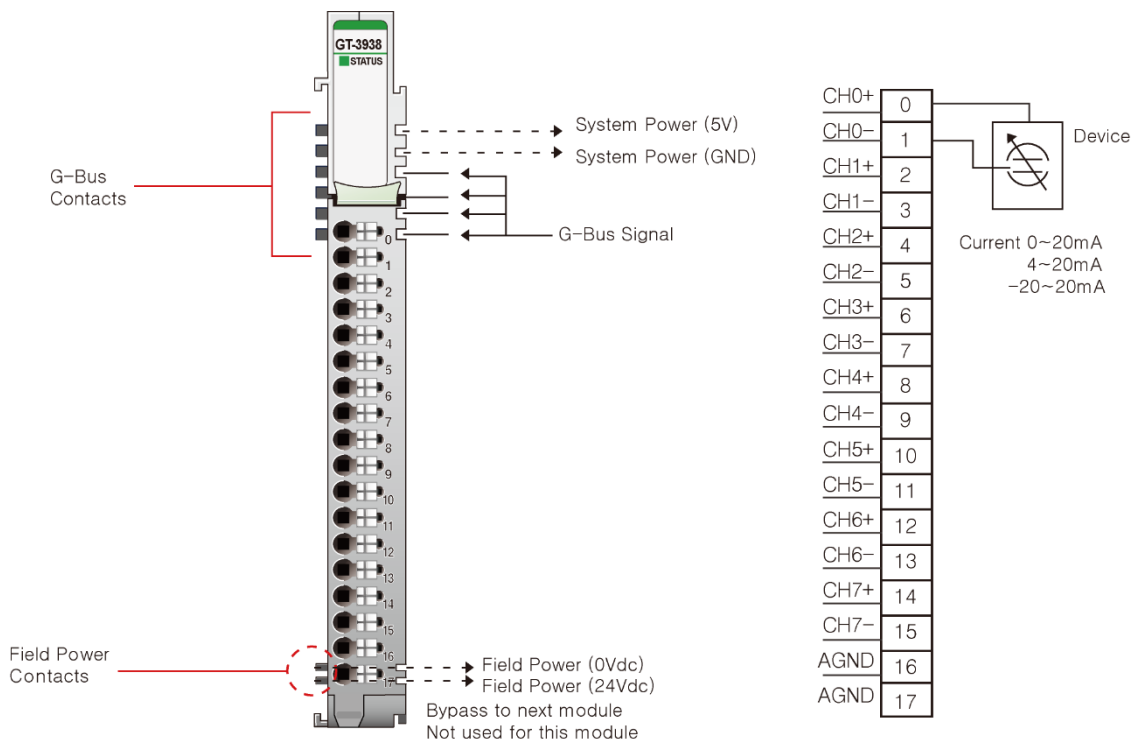 GT-3938
STATUS
G-Bus
Contacts
System Power (5V)
System Power (GND)
G-Bus Signal
0
1
2
3
4
5
6
7
8
9
10
11
12
13
14
15
16
17
Field Power
Contacts
Field Power (0Vdc)
Field Power (24Vdc)
Bypass to next module
Not used for this module
CH0+ 0
CH0- 1
CH1+ 2
CH1- 3
CH2+ 4
CH2- 5
CH3+ 6
CH3- 7
CH4+ 8
CH4- 9
CH5+ 10
CH5- 11
CH6+ 12
CH6- 13
CH7+ 14
CH7- 15
AGND 16
AGND 17
Device
Current 0~20mA
4~20mA
-20~20mA